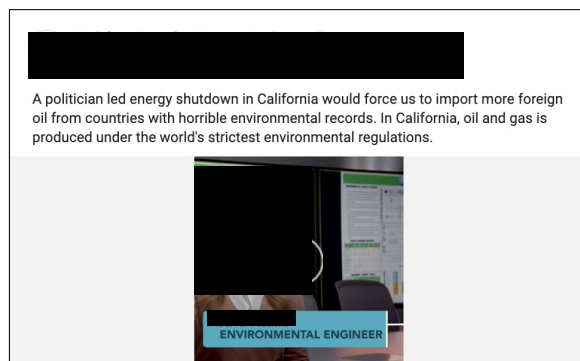 A politician led energy shutdown in California would force us to import more foreign
oil from countries with horrible environmental records. In California, oil and gas is
produced under the world's strictest environmental regulations.
ENVIRONMENTAL ENGINEER